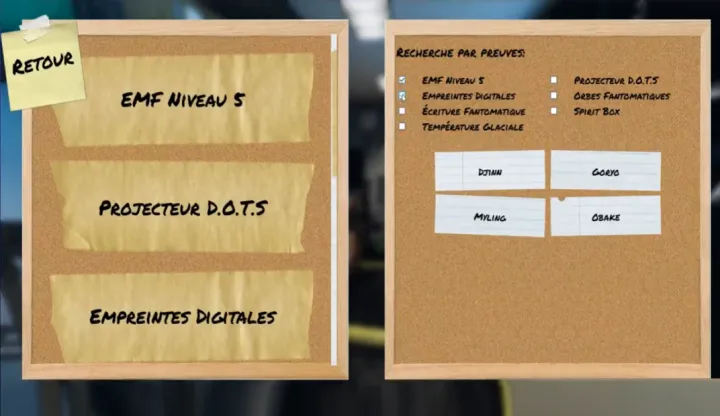 Retour
EMF Niveau 5
Projecteur D.O.T.S
Empreintes Digitales
Recherche par preuves:
EMF Niveau 5
Empreintes Digitales
Écriture Fantomatique
Température Glaciale
Projecteur D.O.T.S
Orbes Fantomatiques
Spirit Box
Djinn
Goryo
Myling
Obake